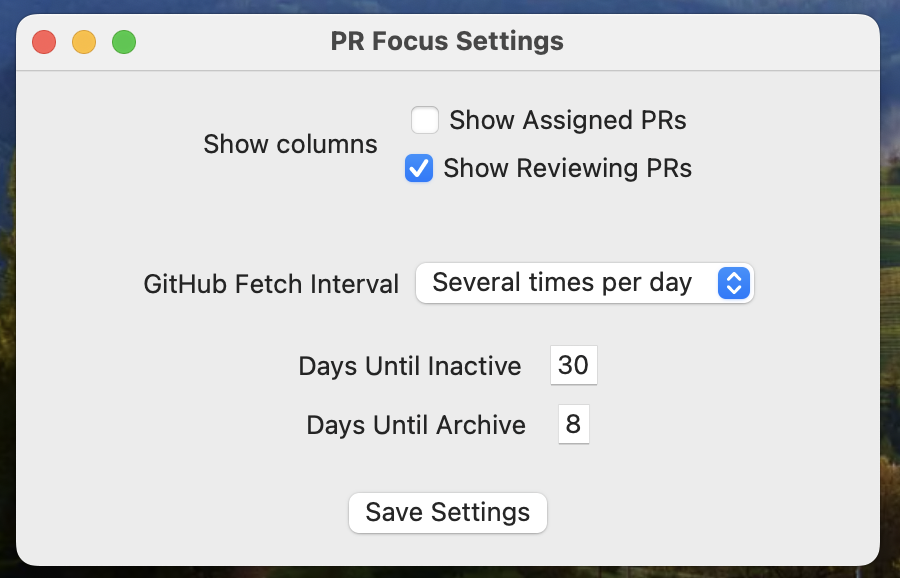 PR Focus Settings
Show columns
Show Assigned PRs
Show Reviewing PRs
GitHub Fetch Interval Several times per day
Days Until Inactive 30
Days Until Archive 8
Save Settings